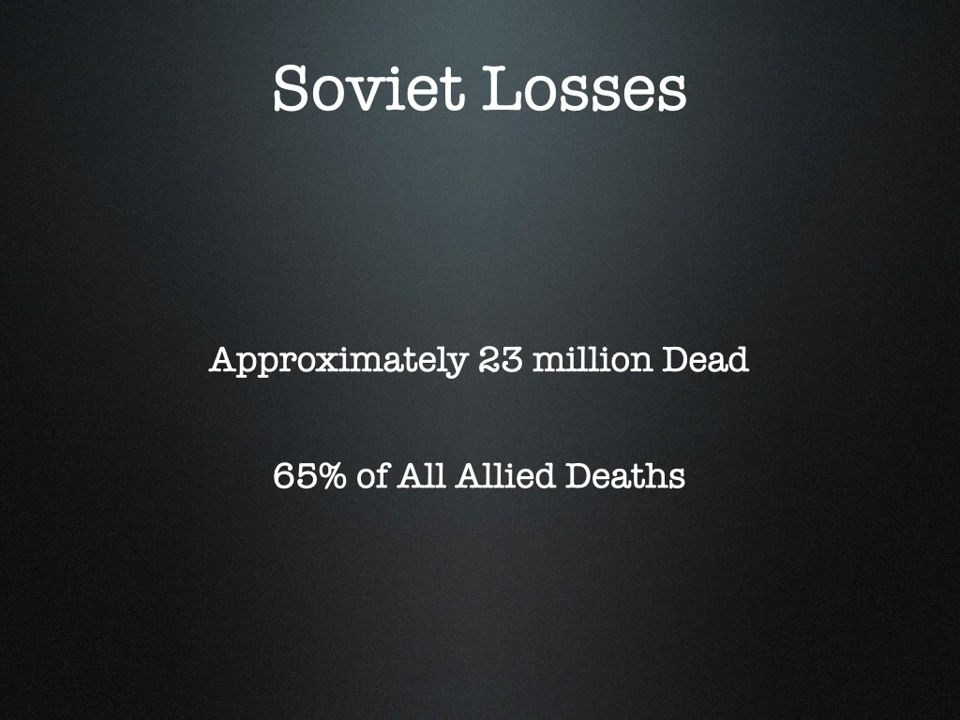 Soviet Losses
Approximately 23 million Dead
65% of All Allied Deaths